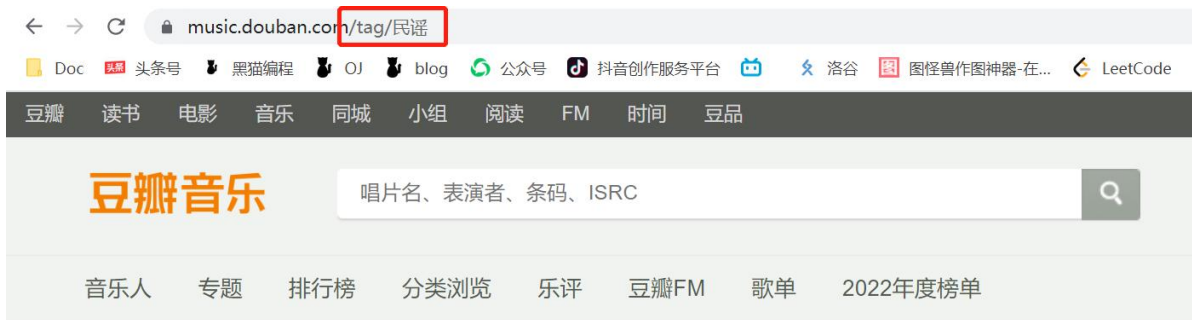 music.douban.com/tag/民谣
Doc 头条 头条号 黑猫编程 OJ blog 公众号 抖音创作服务平台 洛谷 图 图怪兽作图神器-在... LeetCode
豆瓣 读书 电影 音乐 同城 小组 阅读 FM 时间 豆品
豆瓣音乐 唱片名、表演者、条码、ISRC
音乐人 专题 排行榜 分类浏览 乐评 豆瓣FM 歌单 2022年度榜单